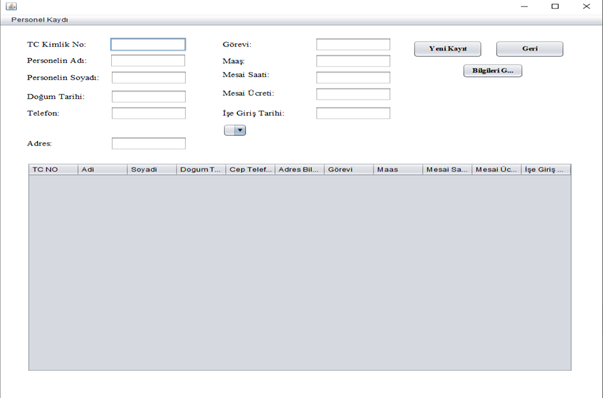 Personel Kaydı
TC Kimlik No:
Personelin Adı:
Personelin Soyadı:
Doğum Tarihi:
Telefon:
Adres:
Görevi:
Maaş:
Mesai Saati:
Mesai Ücreti:
İşe Giriş Tarihi:
Yeni Kayıt Geri
Bilgileri G...
TC NO Adi Soyadi Dogum T... Cep Telef... Adres Bil... Görevi Maas Mesai Sa... Mesai Üc... İşe Giriş ...